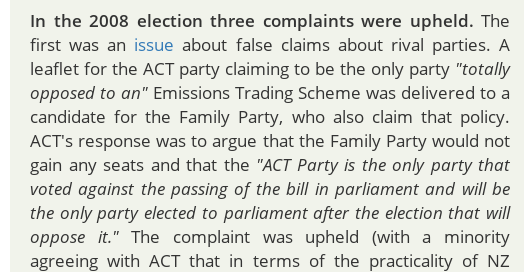 In the 2008 election three complaints were upheld. The
first was an issue about false claims about rival parties. A
leaflet for the ACT party claiming to be the only party "totally
opposed to an" Emissions Trading Scheme was delivered to a
candidate for the Family Party, who also claim that policy.
ACT's response was to argue that the Family Party would not
gain any seats and that the "ACT Party is the only party that
voted against the passing of the bill in parliament and will be
the only party elected to parliament after the election that will
oppose it." The complaint was upheld (with a minority
agreeing with ACT that in terms of the practicality of NZ